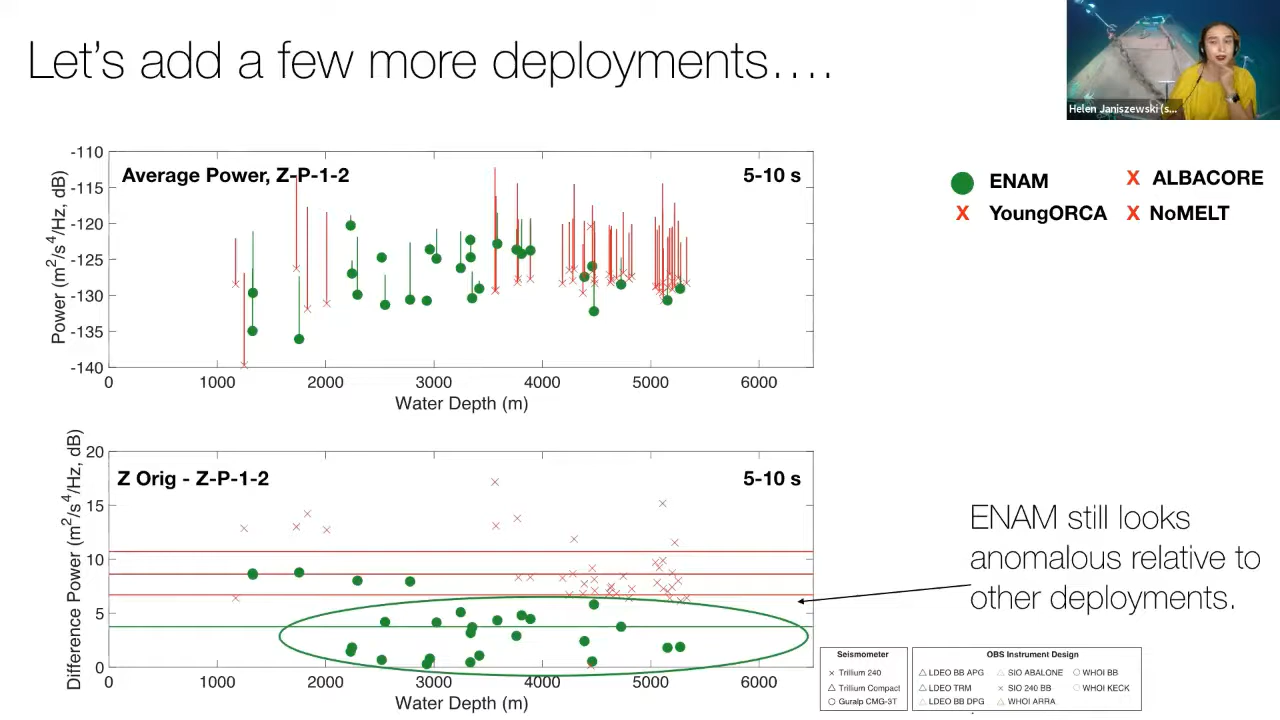 Let's add a few more deployments….
Helen Janiszewski (s...
-110
Average Power, Z-P-1-2
5-10 s
-115
-120
-125
-130
-135
-140
Power (m2/s4/Hz, dB)
0 1000 2000 3000 4000 5000 6000
Water Depth (m)
ENAM
X ALBACORE
X YoungORCA
X NoMELT
20
Z Orig - Z-P-1-2
5-10 s
15
10
5
0
Difference Power (m2/s4/Hz, dB)
0 1000 2000 3000 4000 5000 6000
Water Depth (m)
ENAM still looks
anomalous relative to
other deployments.
Seismometer
Trillium 240
Trillium Compact
Guralp CMG-3T
OBS Instrument Design
LDEO BB APG SIO ABALONE WHOI BB
LDEO TRM SIO 240 BB WHOI KECK
LDEO BB DPG WHOI ARRA